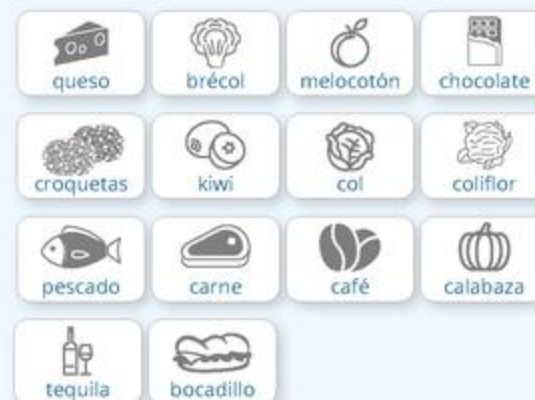 queso
brécol
melocotón
chocolate
croquetas
kiwi
col
coliflor
pescado
carne
café
calabaza
tequila
bocadillo